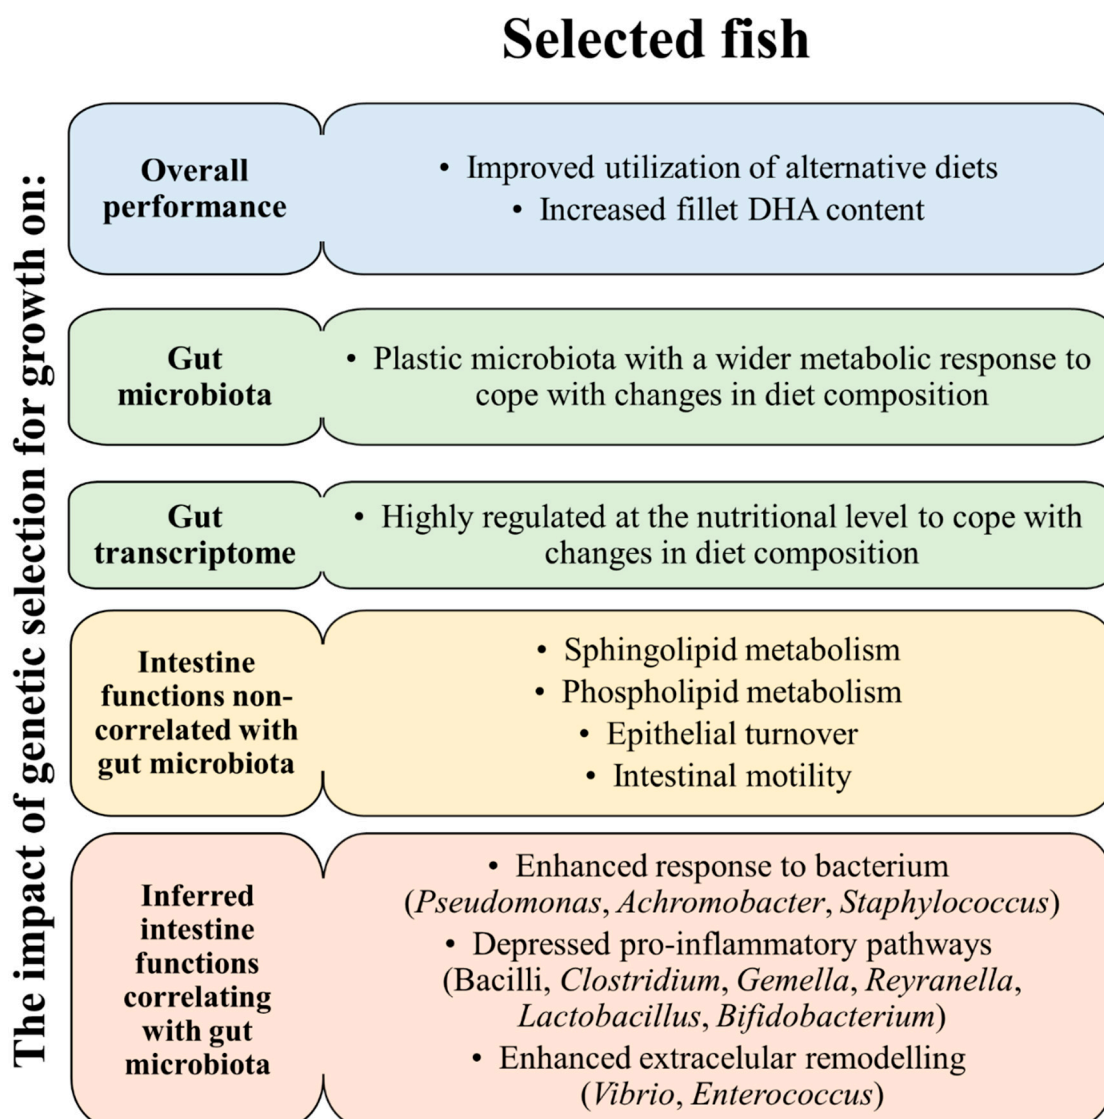 Selected fish
The impact of genetic selection for growth on:
Overall
performance
• Improved utilization of alternative diets
• Increased fillet DHA content
Gut
microbiota
• Plastic microbiota with a wider metabolic response to
cope with changes in diet composition
Gut
transcriptome
• Highly regulated at the nutritional level to cope with
changes in diet composition
Intestine
functions non-
correlated with
gut microbiota
• Sphingolipid metabolism
• Phospholipid metabolism
• Epithelial turnover
• Intestinal motility
Inferred
intestine
functions
correlating
with gut
microbiota
• Enhanced response to bacterium
(Pseudomonas, Achromobacter, Staphylococcus)
• Depressed pro-inflammatory pathways
(Bacilli, Clostridium, Gemella, Reyranella,
Lactobacillus, Bifidobacterium)
• Enhanced extracelular remodelling
(Vibrio, Enterococcus)